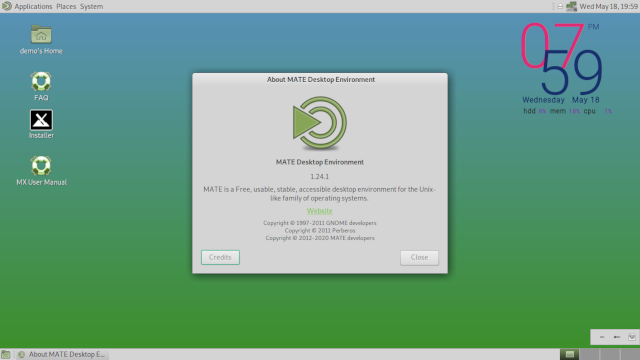 Applications Places System
Wed May 18, 19:59
demo's Home
FAQ
Installer
MX User Manual
07 PM
59
Wednesday May 18
hdd mem cpu
About MATE Desktop Environment
MATE Desktop Environment
1.24.1
MATE is a Free, usable, stable, accessible desktop environment for the Unix-
like family of operating systems.
Website
Copyright © 1997-2011 GNOME developers
Copyright © 2011 Perberos
Copyright © 2012-2020 MATE developers
Credits
Close
About MATE Desktop E...